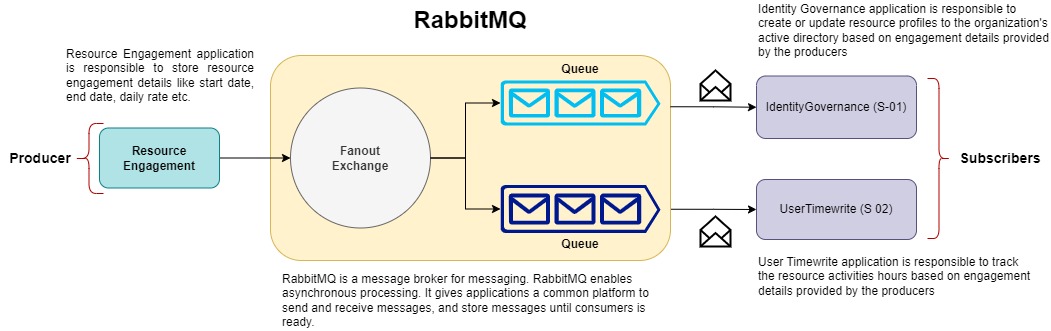 RabbitMQ
Identity Governance application is responsible to
create or update resource profiles to the organization's
active directory based on engagement details provided
by the producers
Resource Engagement application
is responsible to store resource
engagement details like start date,
end date, daily rate etc.
Queue
IdentityGovernance (S-01)
Producer
Resource
Engagement
Fanout
Exchange
Subscribers
UserTimewrite (S 02)
Queue
User Timewrite application is responsible to track
the resource activities hours based on engagement
details provided by the producers
RabbitMQ is a message broker for messaging. RabbitMQ enables
asynchronous processing. It gives applications a common platform to
send and receive messages, and store messages until consumers is
ready.